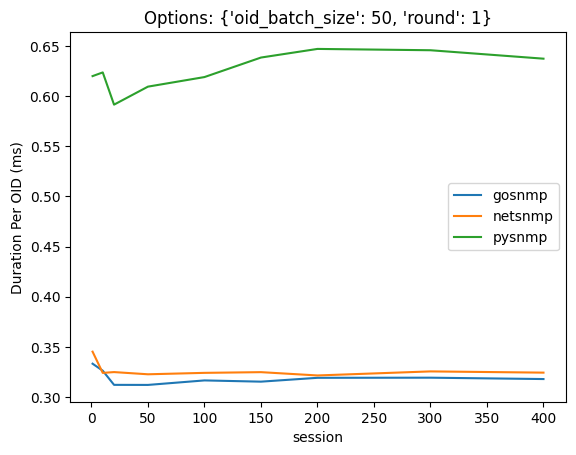 Options: {'oid_batch_size': 50, 'round': 1}
Duration Per OID (ms)
0.65
0.60
0.55
0.50
0.45
0.40
0.35
0.30
gosnmp
netsnmp
pysnmp
0 50 100 150 200 250 300 350 400
session